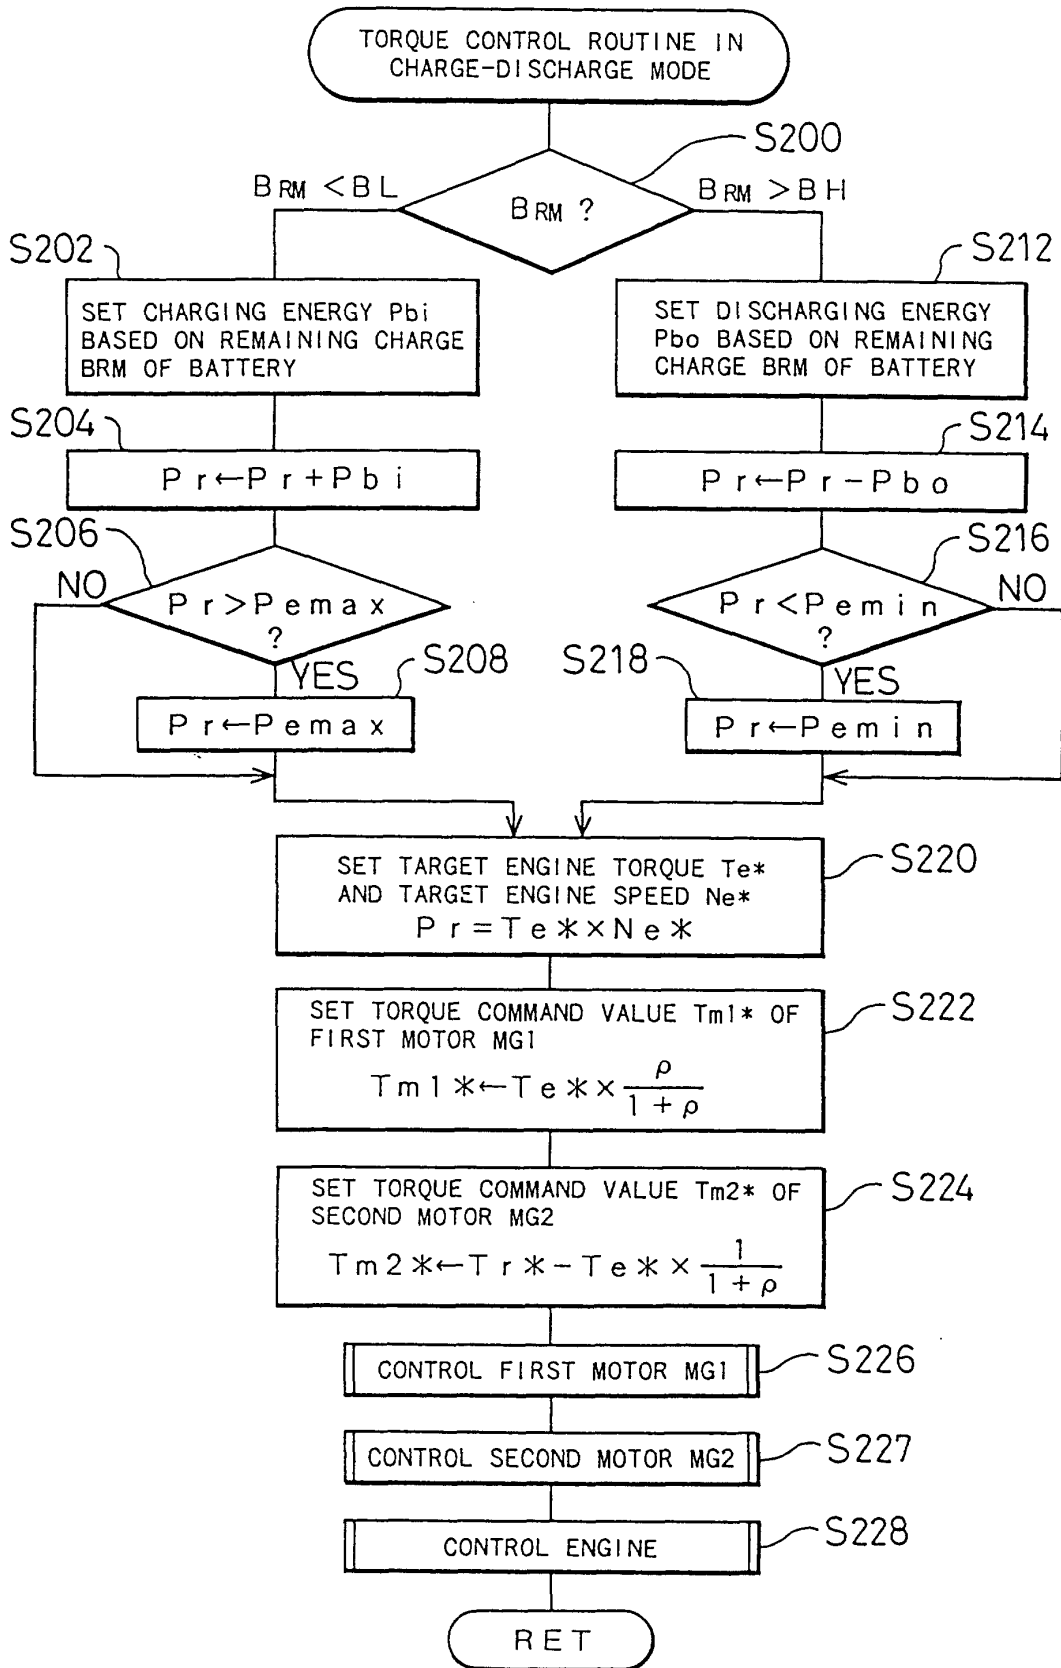 TORQUE CONTROL ROUTINE IN
CHARGE-DISCHARGE MODE
S200
BRM ?
BRM < BL
BRM > BH
S202
SET CHARGING ENERGY Pbi
BASED ON REMAINING CHARGE
BRM OF BATTERY
S212
SET DISCHARGING ENERGY
Pbo BASED ON REMAINING
CHARGE BRM OF BATTERY
S204
Pr←Pr+Pbi
S214
Pr←Pr-Pbo
S206
NO
Pr>Pemax
?
YES
S216
NO
Pr<Pemin
?
YES
S208
Pr←Pemax
S218
Pr←Pemin
S220
SET TARGET ENGINE TORQUE Te*
AND TARGET ENGINE SPEED Ne*
Pr=Te*×Ne*
S222
SET TORQUE COMMAND VALUE Tm1* OF
FIRST MOTOR MG1
Tm1*←Te*×ρ/(1+ρ)
S224
SET TORQUE COMMAND VALUE Tm2* OF
SECOND MOTOR MG2
Tm2*←Tr*-Te*×1/(1+ρ)
S226
CONTROL FIRST MOTOR MG1
S227
CONTROL SECOND MOTOR MG2
S228
CONTROL ENGINE
RET